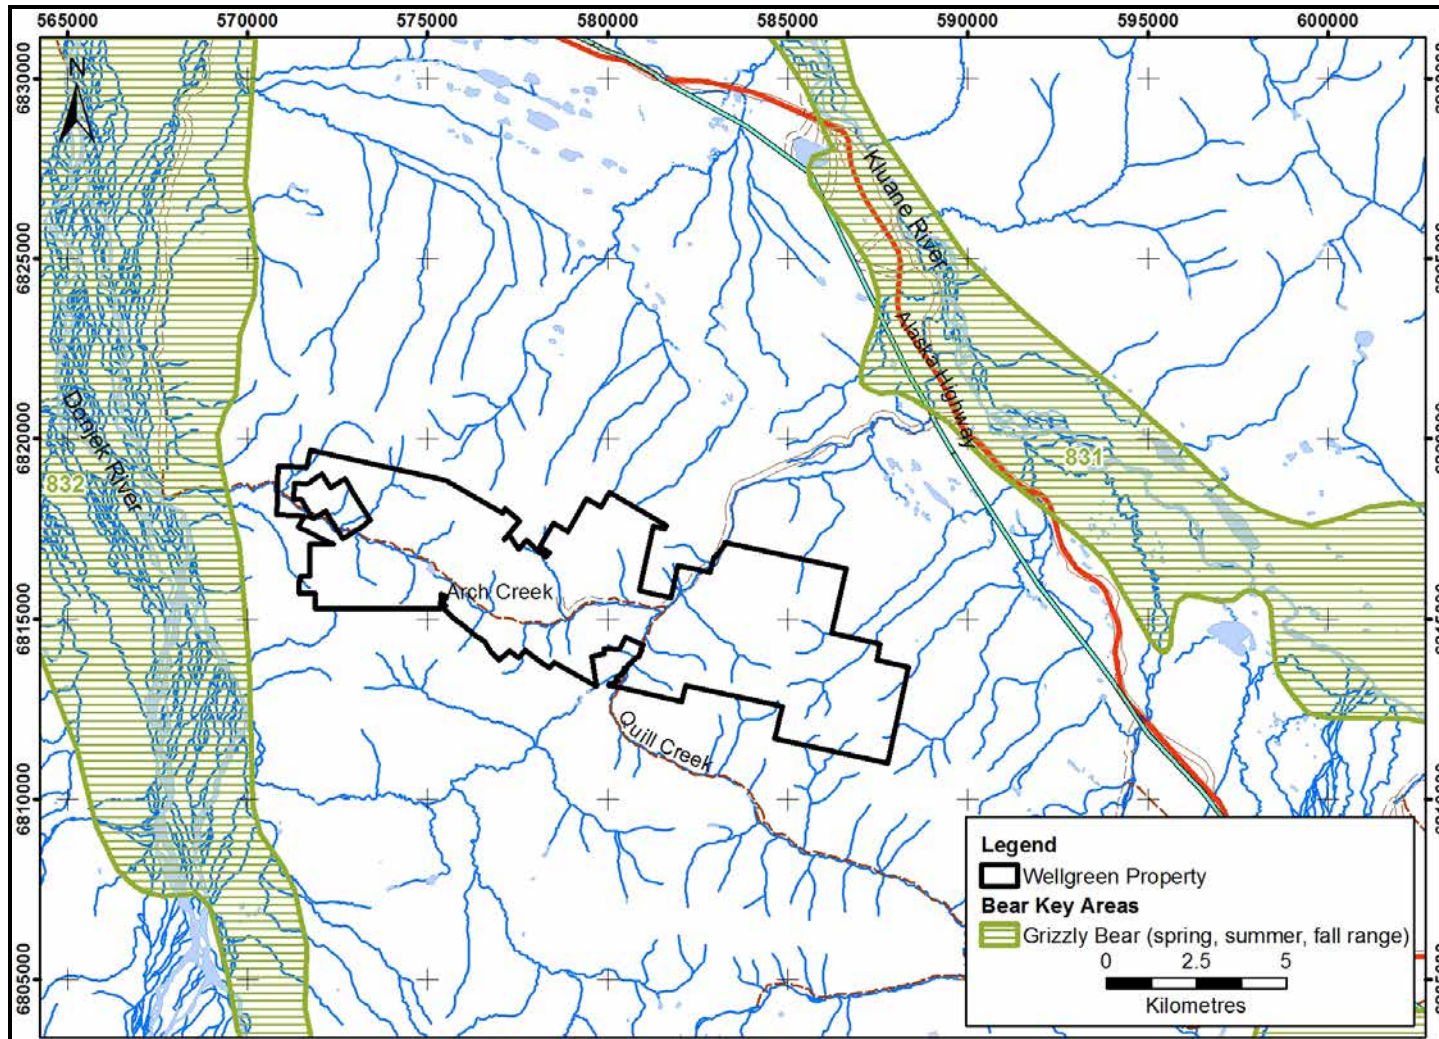 565000 570000 575000 580000 585000 590000 595000 600000
N
6830000
6825000
6820000
6815000
6810000
6805000
Kluane River
Alaska Highway
Donjek River
832
831
Arch Creek
Quill Creek
Legend
Wellgreen Property
Bear Key Areas
Grizzly Bear (spring, summer, fall range)
0 2.5 5
Kilometres